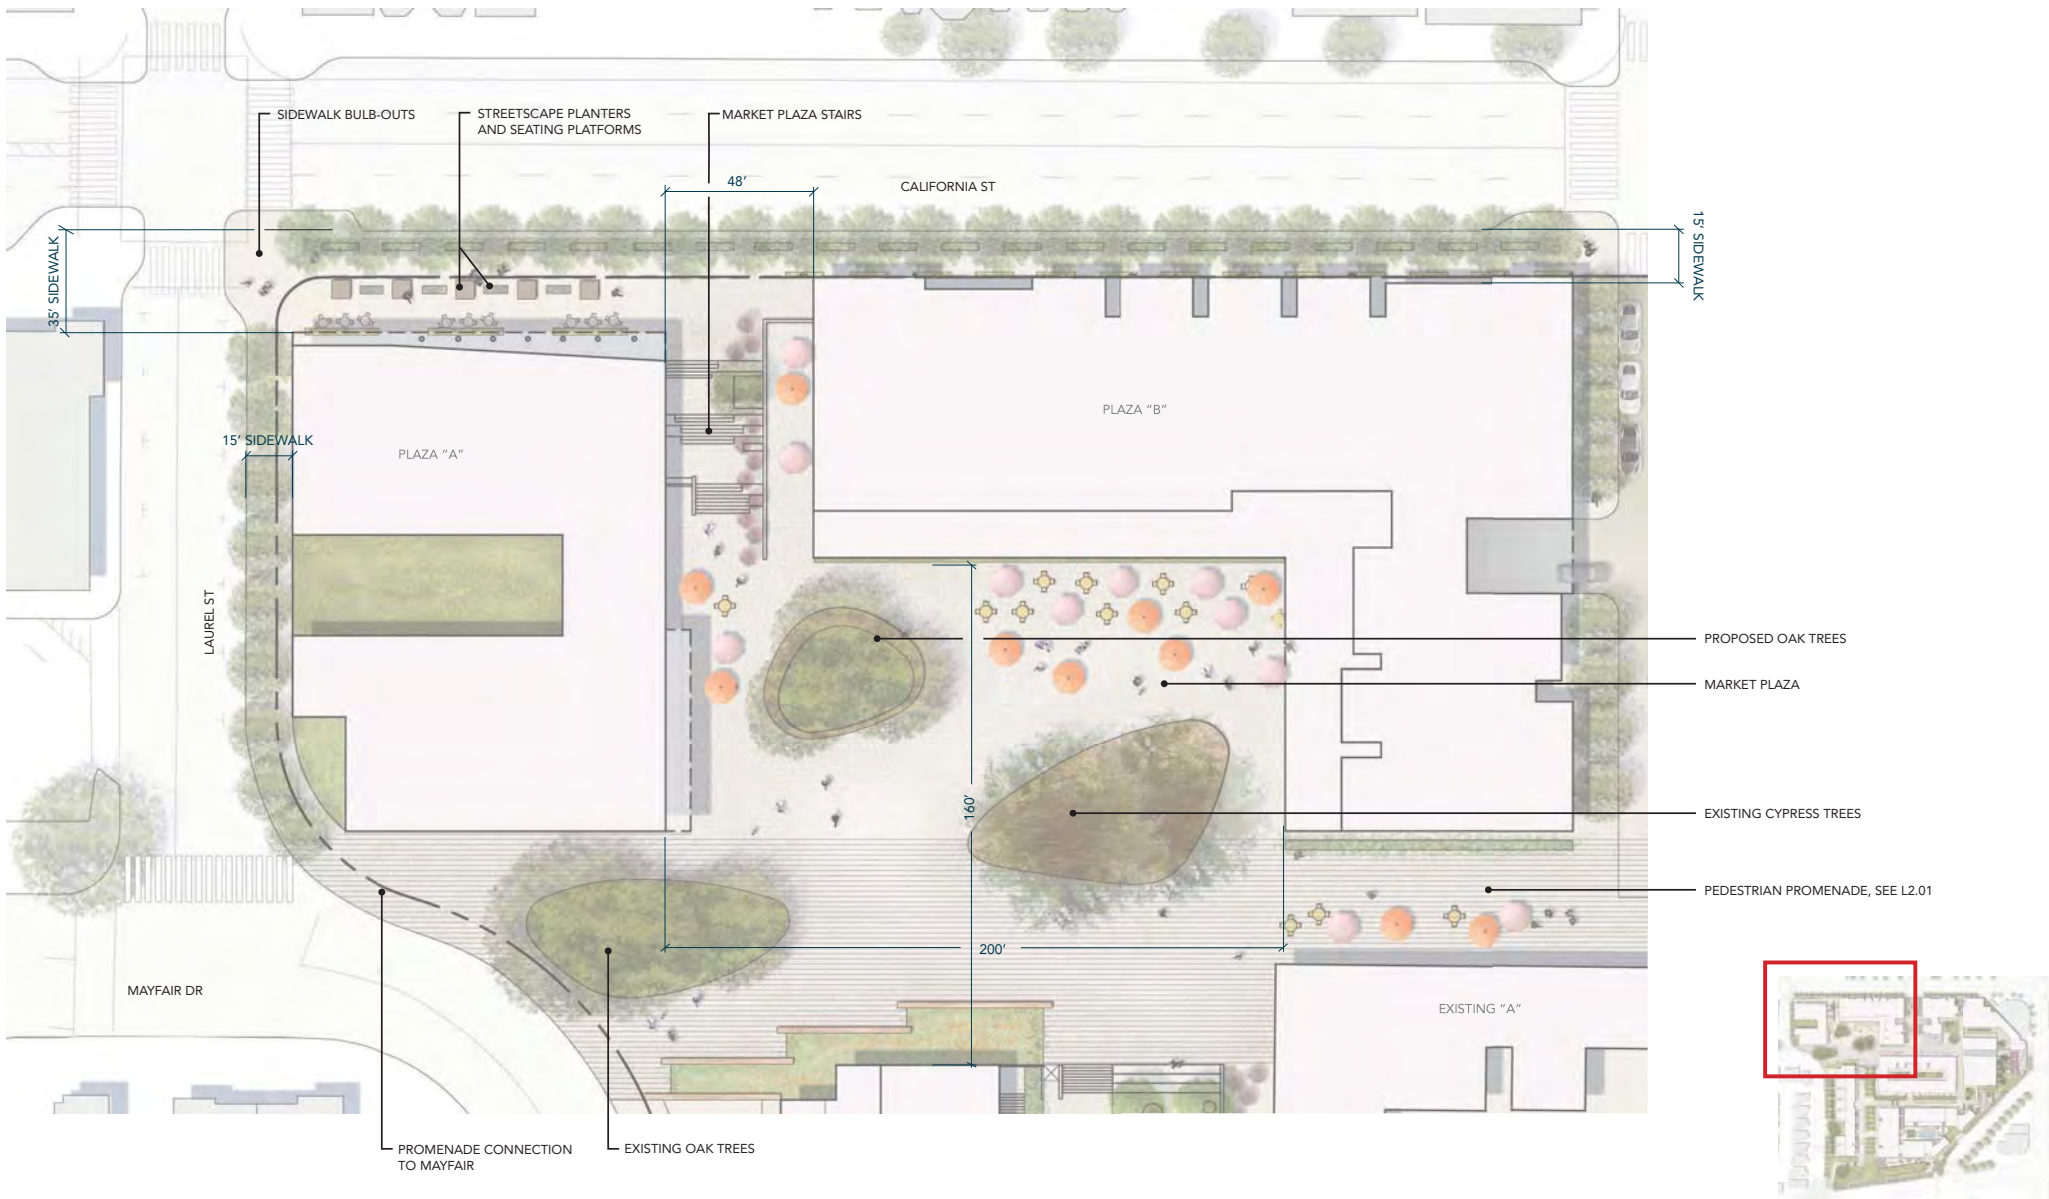 SIDEWALK BULB-OUTS
STREETSCAPE PLANTERS
AND SEATING PLATFORMS
MARKET PLAZA STAIRS
48'
CALIFORNIA ST
35' SIDEWALK
15' SIDEWALK
PLAZA "B"
15' SIDEWALK
PLAZA "A"
LAUREL ST
PROPOSED OAK TREES
MARKET PLAZA
160'
EXISTING CYPRESS TREES
PEDESTRIAN PROMENADE, SEE L2.01
200'
MAYFAIR DR
EXISTING "A"
PROMENADE CONNECTION
TO MAYFAIR
EXISTING OAK TREES